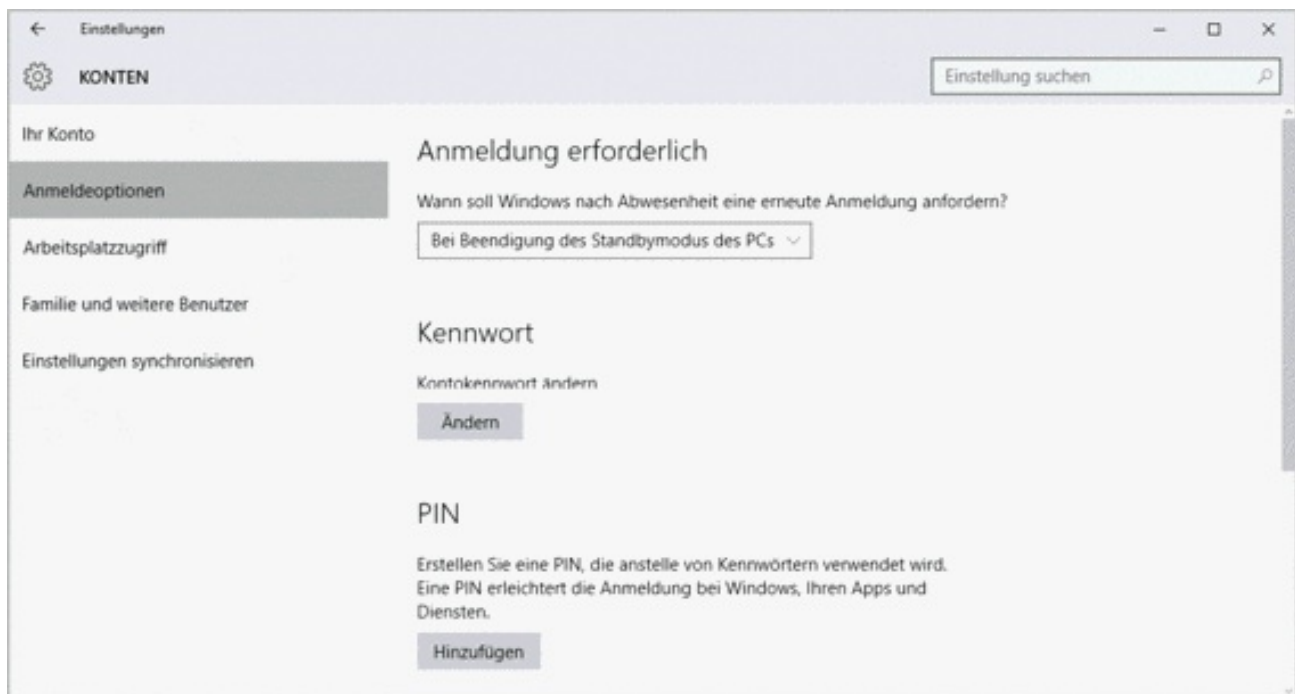 Einstellungen
KONTEN
Einstellung suchen
Ihr Konto
Anmeldeoptionen
Arbeitsplatzzugriff
Familie und weitere Benutzer
Einstellungen synchronisieren
Anmeldung erforderlich
Wann soll Windows nach Abwesenheit eine erneute Anmeldung anfordern?
Bei Beendigung des Standbymodus des PCs
Kennwort
Kontokennwort ändern
Ändern
PIN
Erstellen Sie eine PIN, die anstelle von Kennwörtern verwendet wird.
Eine PIN erleichtert die Anmeldung bei Windows, Ihren Apps und
Diensten.
Hinzufügen